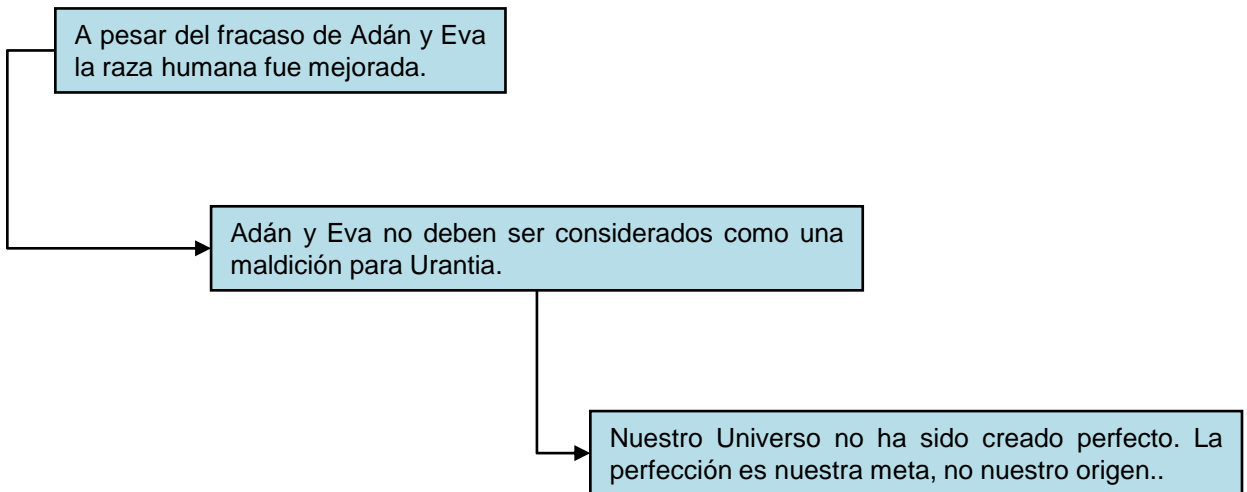 A pesar del fracaso de Adán y Eva
la raza humana fue mejorada.
Adán y Eva no deben ser considerados como una
maldición para Urantia.
Nuestro Universo no ha sido creado perfecto. La
perfección es nuestra meta, no nuestro origen..